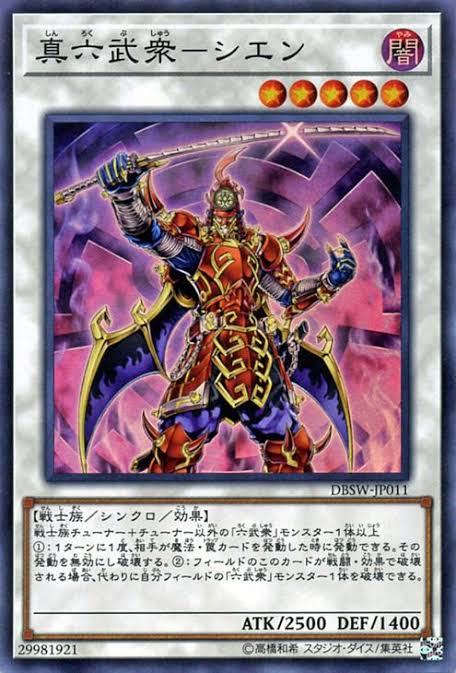 真六武衆－シエン
闇
DBSW-JP011
【戦士族／シンクロ／効果】
戦士族チューナー＋チューナー以外の「六武衆」モンスター1体以上
①：1ターンに1度、相手が魔法・罠カードを発動した時に発動できる。その
発動を無効にし破壊する。②：フィールドのこのカードが戦闘・効果で破壊
される場合、代わりに自分フィールドの「六武衆」モンスター1体を破壊できる。
ATK/2500 DEF/1400
29981921
©高橋和希 スタジオ・ダイス/集英社